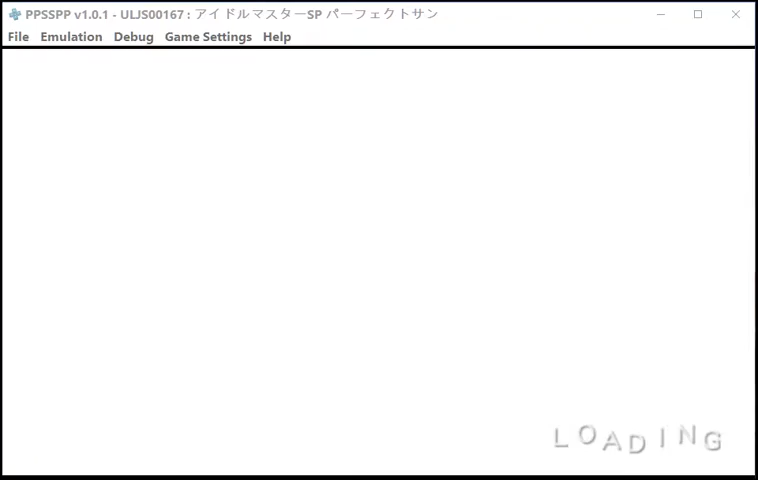 PPSSPP v1.0.1 - ULJS00167 : アイドルマスターSP パーフェクトサン
File Emulation Debug Game Settings Help
LOADING